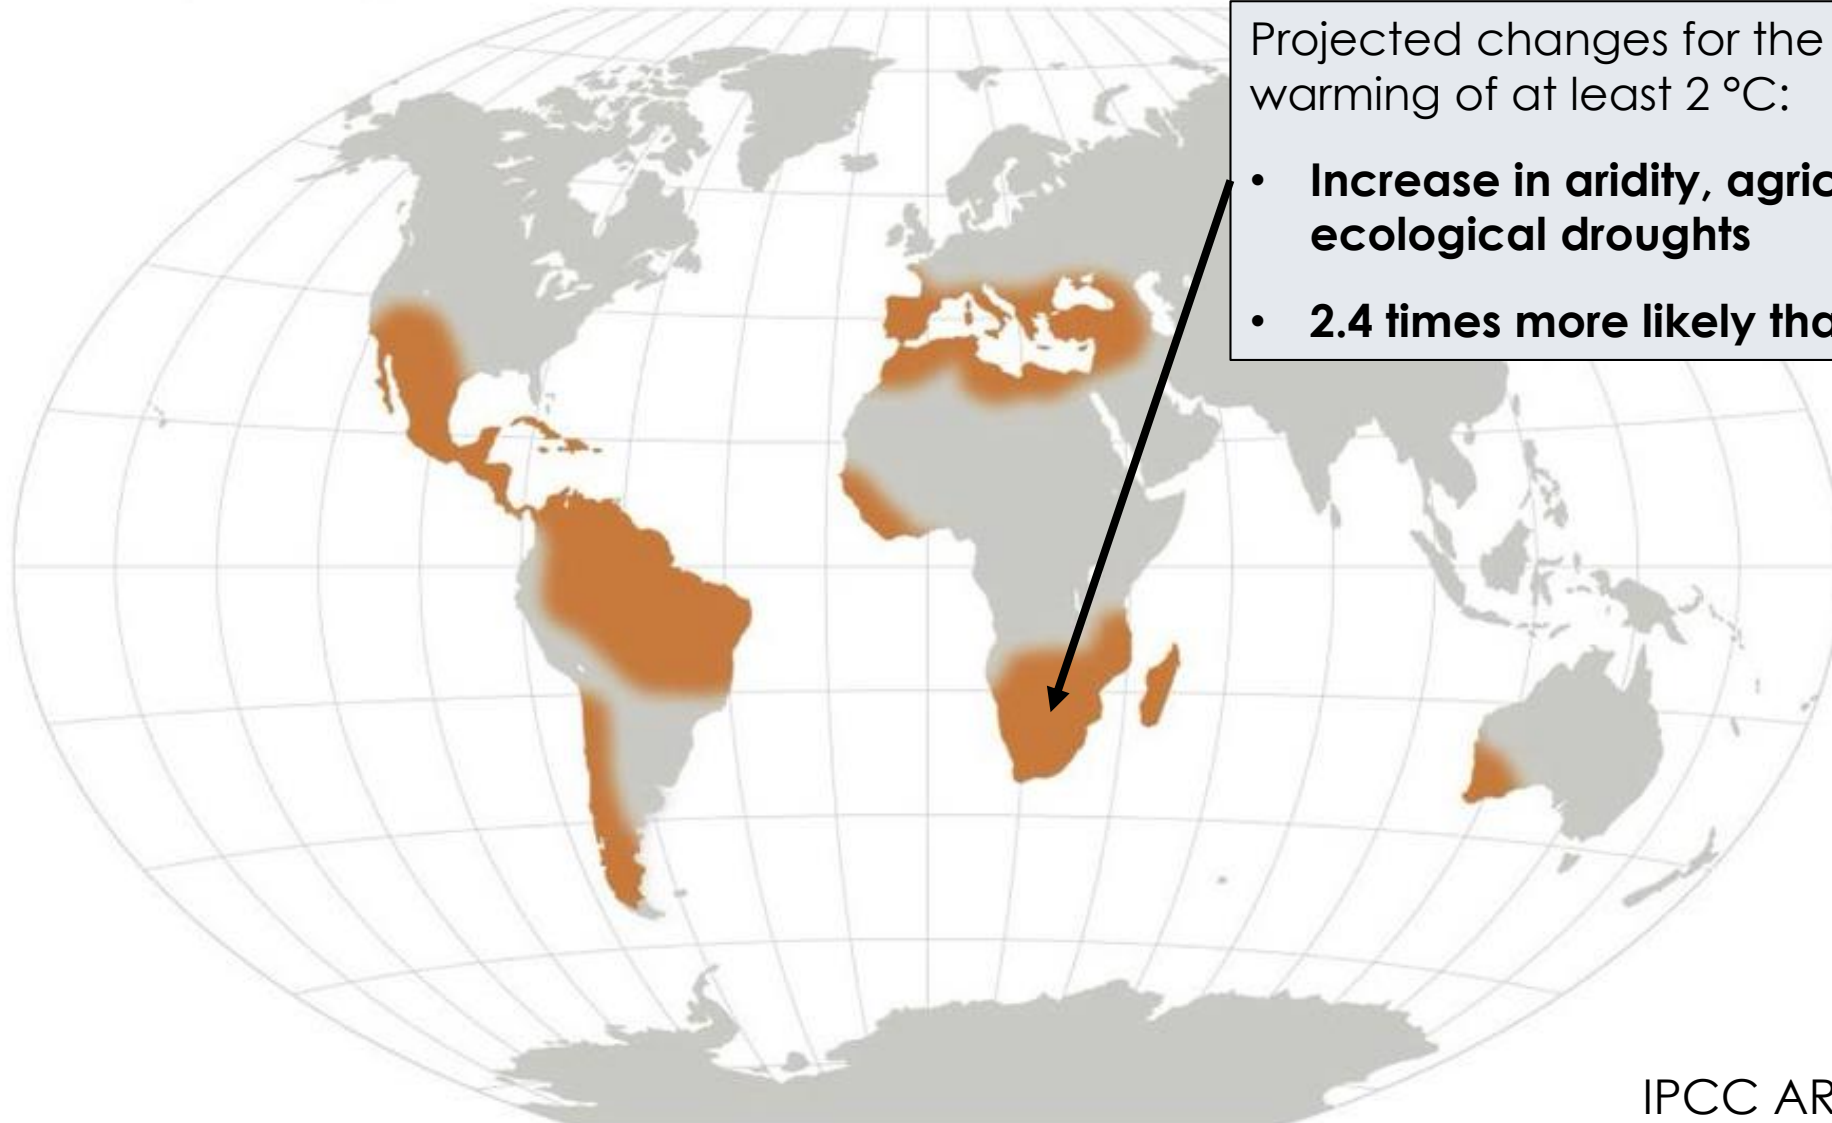 Projected changes for the
warming of at least 2 °C:
• Increase in aridity, agric
ecological droughts
• 2.4 times more likely tha
IPCC AR